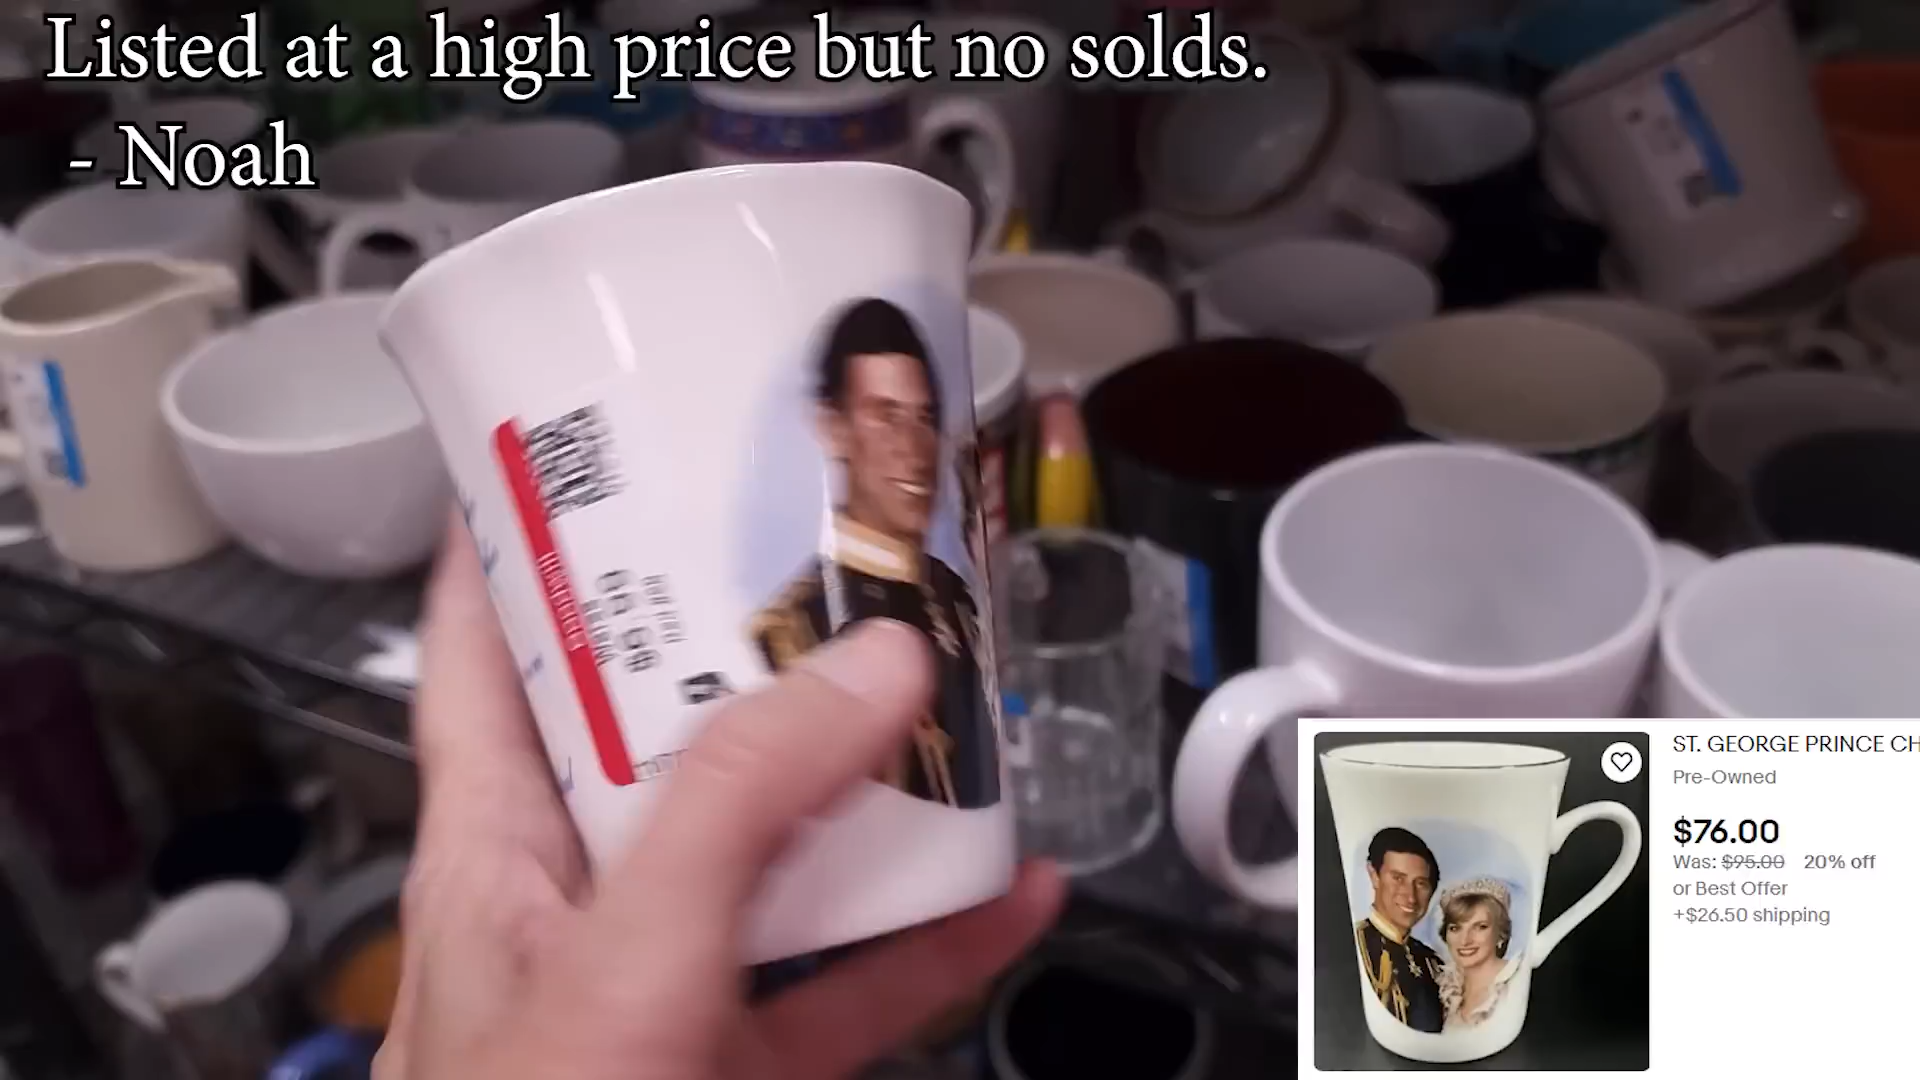 Listed at a high price but no solds.
- Noah
ST. GEORGE PRINCE CH
Pre-Owned
$76.00
Was: $95.00 20% off
or Best Offer
+$26.50 shipping